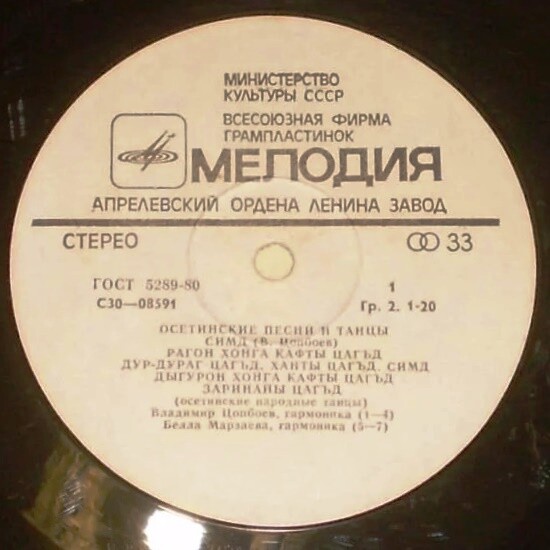 МИНИСТЕРСТВО
КУЛЬТУРЫ СССР
ВСЕСОЮЗНАЯ ФИРМА
ГРАМПЛАСТИНОК
МЕЛОДИЯ
АПРЕЛЕВСКИЙ ОРДЕНА ЛЕНИНА ЗАВОД
СТЕРЕО 33
ГОСТ 5289-80 1
С30—08591 Гр. 2. 1-20
ОСЕТИНСКИЕ ПЕСНИ И ТАНЦЫ
СИМД (В. Цопбоев)
РАГОН ХОНГА КАФТЫ ЦАГЪД
ДУР-ДУРАГ ЦАГЪД. ХАНТЫ ЦАГЪД. СИМД
ДЫГУРОН ХОНГА КАФТЫ ЦАГЪД
ЗАРИНАЙЫ ЦАГЪД
(осетинские народные танцы)
Владимир Цопбоев, гармоника (1—4)
Белла Марзаева, гармоника (5—7)